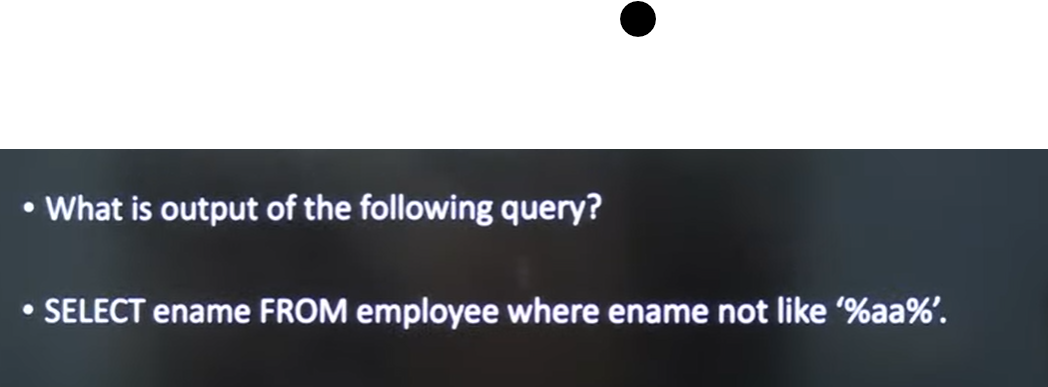 • What is output of the following query?
• SELECT ename FROM employee where ename not like ‘%aa%’.